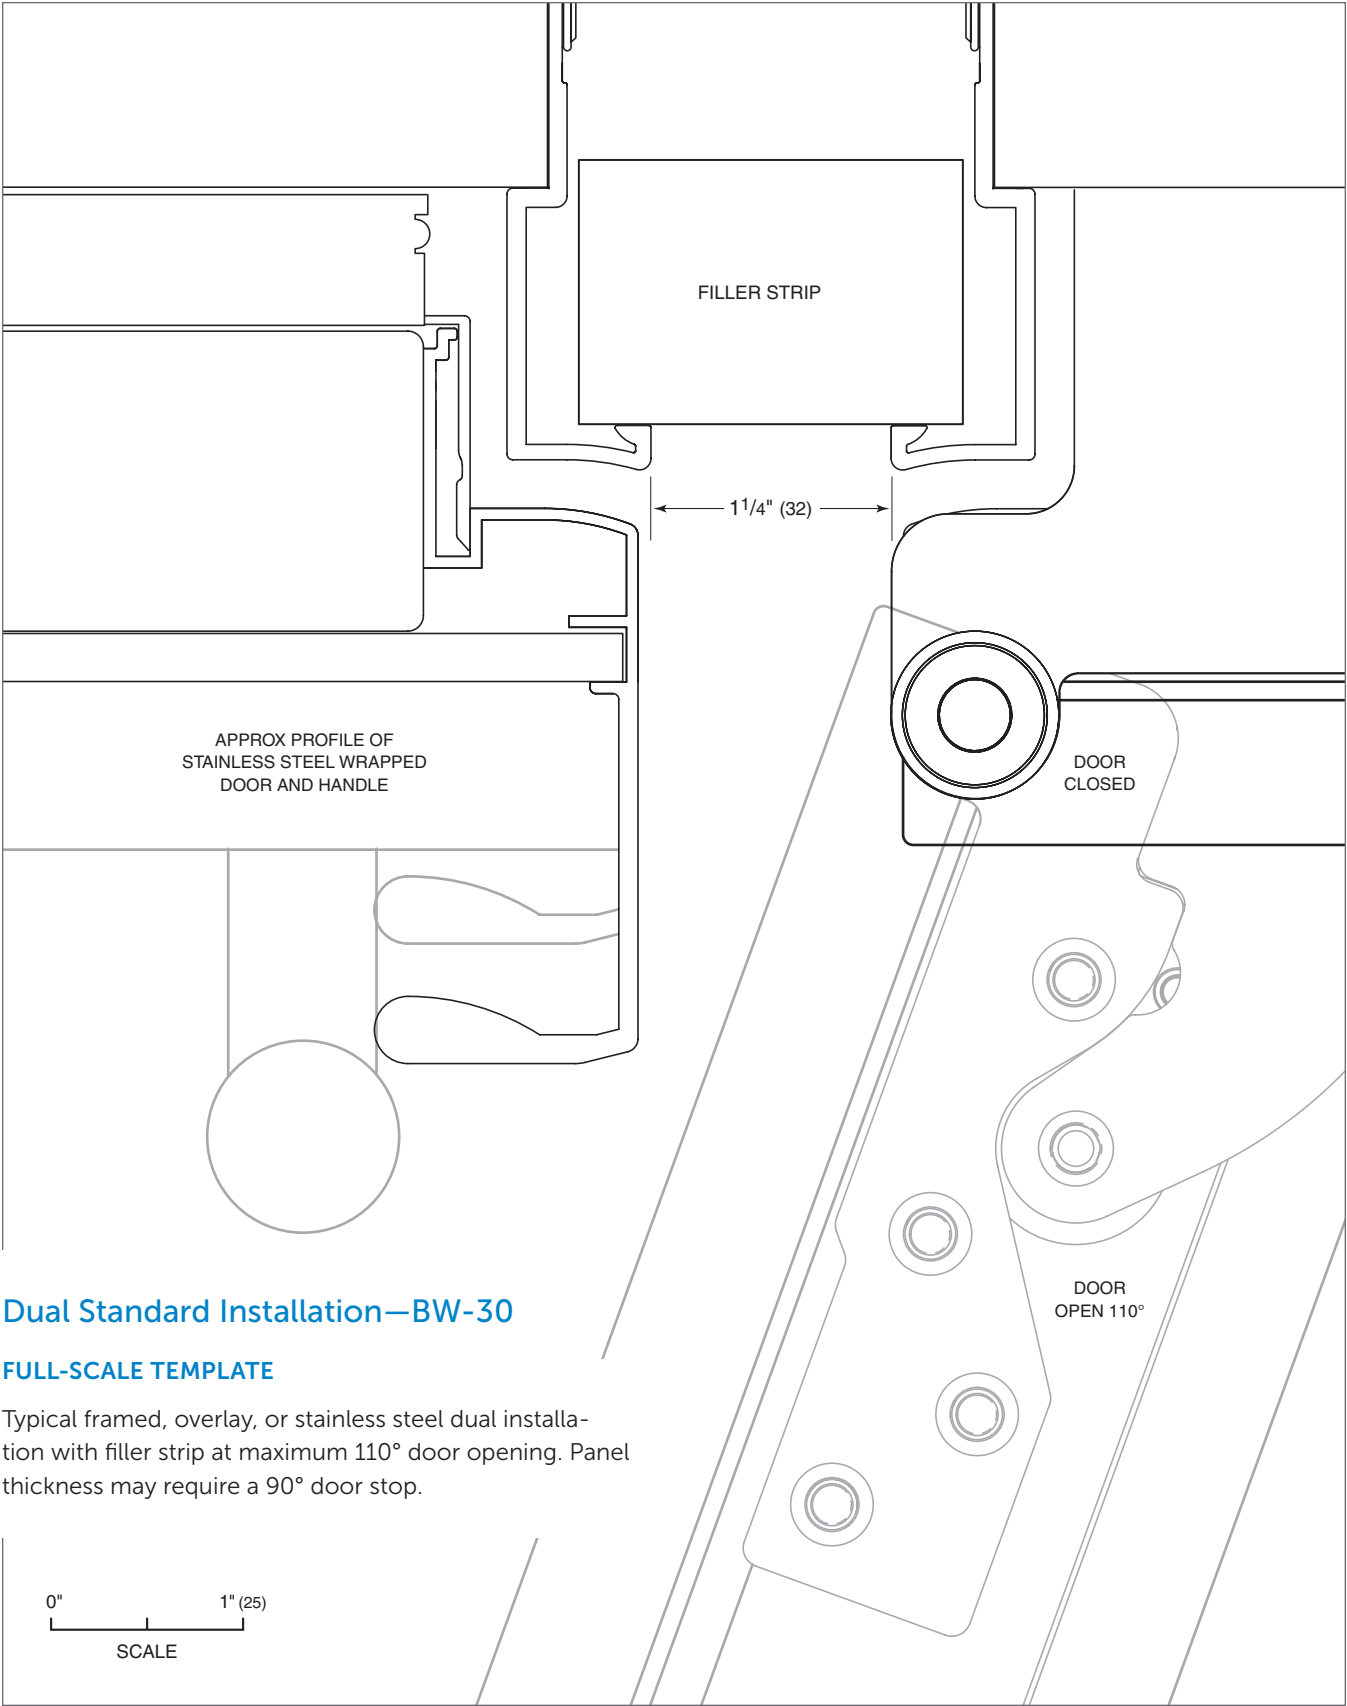 FILLER STRIP
1 1/4" (32)
APPROX PROFILE OF
STAINLESS STEEL WRAPPED
DOOR AND HANDLE
DOOR
CLOSED
DOOR
OPEN 110°
Dual Standard Installation—BW-30
FULL-SCALE TEMPLATE
Typical framed, overlay, or stainless steel dual installa-
tion with filler strip at maximum 110° door opening. Panel
thickness may require a 90° door stop.
0" 1" (25)
SCALE